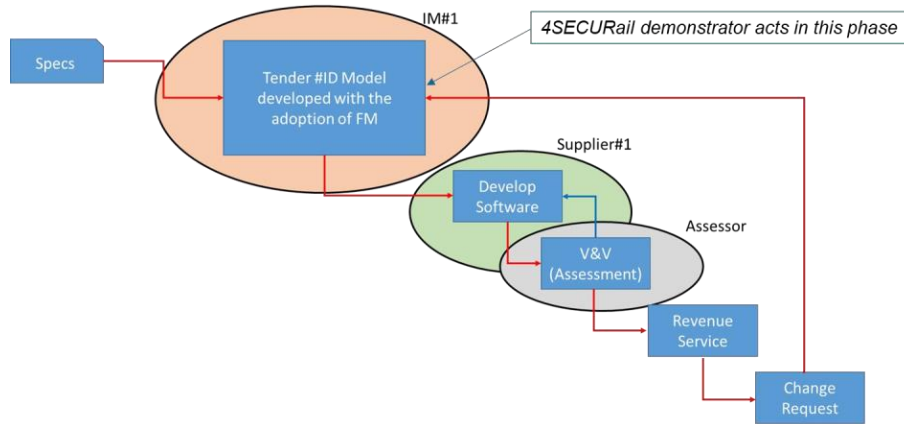 IM#1
4SECURail demonstrator acts in this phase
Specs
Tender #ID Model
developed with the
adoption of FM
Supplier#1
Develop
Software
Assessor
V&V
(Assessment)
Revenue
Service
Change
Request